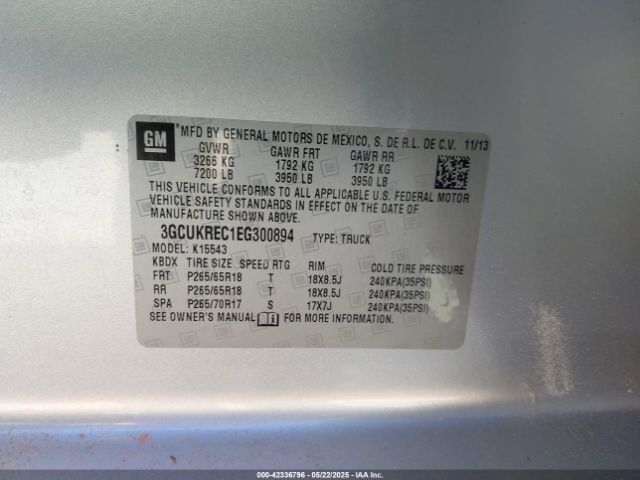 GM
*MFD BY GENERAL MOTORS DE MEXICO, S. DE R.L. DE C.V. 11/13
GVWR GAWR FRT GAWR RR
3266 KG 1792 KG 1792 KG
7200 LB 3950 LB 3950 LB
THIS VEHICLE CONFORMS TO ALL APPLICABLE U.S. FEDERAL MOTOR
VEHICLE SAFETY STANDARDS IN EFFECT ON THE DATE OF
MANUFACTURE SHOWN ABOVE.
3GCUKREC1EG300894 TYPE: TRUCK
MODEL: K15543
KBDX TIRE SIZE SPEED RTG RIM COLD TIRE PRESSURE
FRT P265/65R18 T 18X8.5J 240KPA(35PSI)
RR P265/65R18 T 18X8.5J 240KPA(35PSI)
SPA P265/70R17 S 17X7J 240KPA(35PSI)
SEE OWNER'S MANUAL FOR MORE INFORMATION.
000-42336796 - 05/22/2025 - IAAI.COM